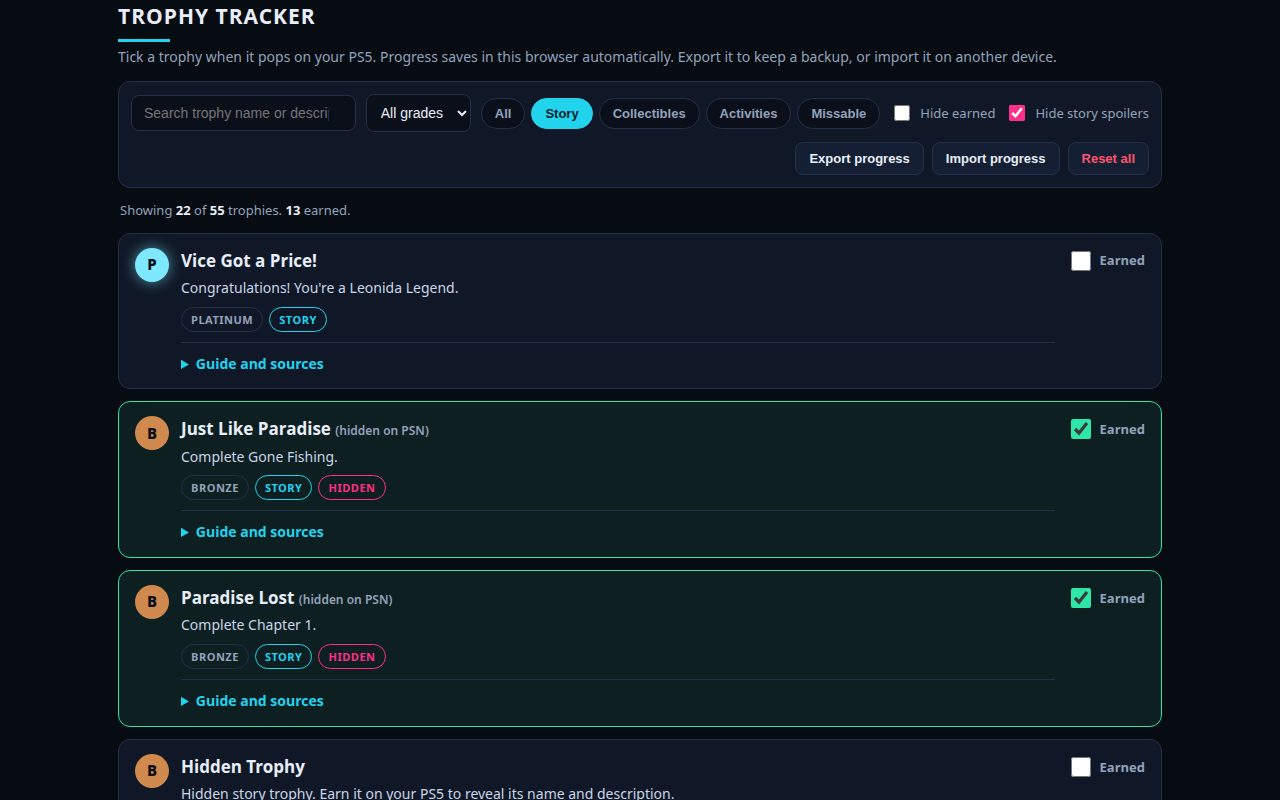 TROPHY TRACKER
Tick a trophy when it pops on your PS5. Progress saves in this browser automatically. Export it to keep a backup, or import it on another device.
Search trophy name or descri
All grades
All
Story
Collectibles
Activities
Missable
Hide earned
Hide story spoilers
Export progress
Import progress
Reset all
Showing 22 of 55 trophies. 13 earned.
P
Vice Got a Price!
Earned
Congratulations! You're a Leonida Legend.
PLATINUM
STORY
Guide and sources
B
Just Like Paradise (hidden on PSN)
Earned
Complete Gone Fishing.
BRONZE
STORY
HIDDEN
Guide and sources
B
Paradise Lost (hidden on PSN)
Earned
Complete Chapter 1.
BRONZE
STORY
HIDDEN
Guide and sources
B
Hidden Trophy
Earned
Hidden story trophy. Earn it on your PS5 to reveal its name and description.